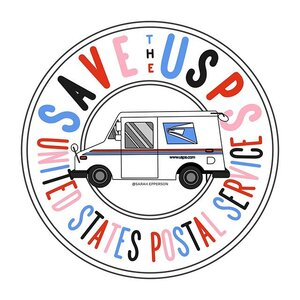 SAVE THE USPS
www.usps.com
@SARAH EPPERSON
UNITED STATES POSTAL SERVICE